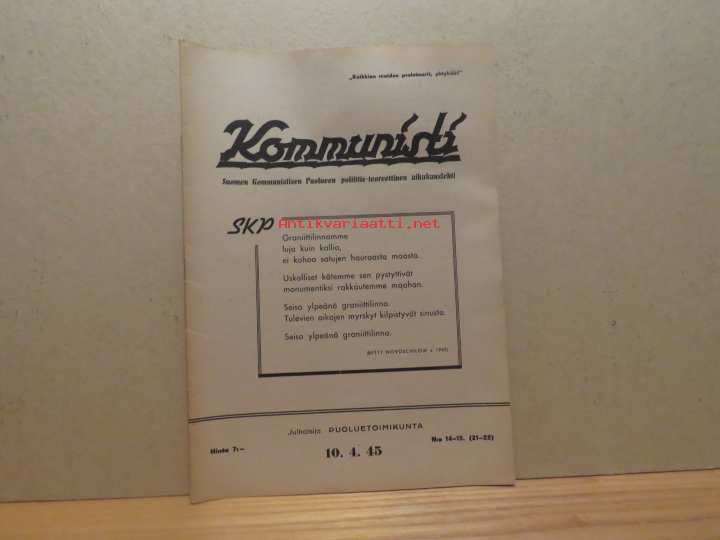 „Kaikkien maiden proletaarit, yhtykää!"
Kommunisti
Suomen Kommunistisen Puolueen poliittis-teoreettinen aikakauslehti
SKP
Antikvariaatti.net
Graniittilinnamme
luja kuin kallio,
ei kohoa satujen hauraasta maasta.
Uskolliset kätemme sen pystyttivät
monumentiksi rakkautemme maahan.
Seiso ylpeänä graniittilinna.
Tulevien aikojen myrskyt kilpistyvät sinusta.
Seiso ylpeänä graniittilinna.
Julkaisija PUOLUETOIMIKUNTA
Hinta 7:—
10. 4. 45
N:o 14–15. (21–22)